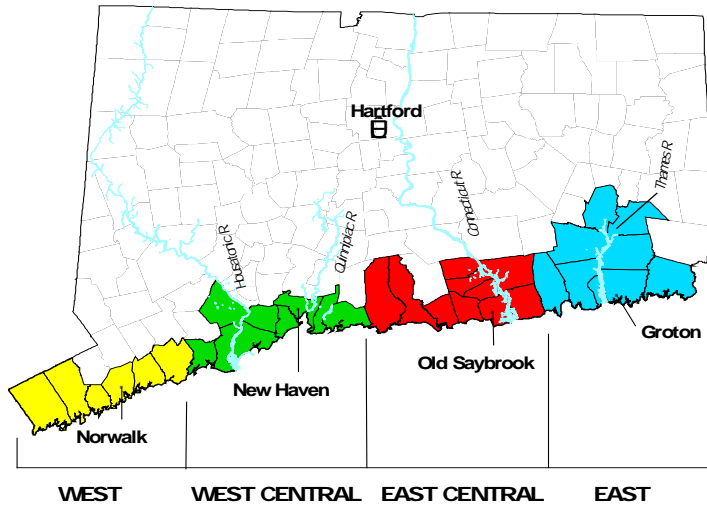 Hartford
Thames R
Connecticut R
Housatonic R
Quinnipiac R
Groton
Old Saybrook
New Haven
Norwalk
WEST
WEST CENTRAL
EAST CENTRAL
EAST